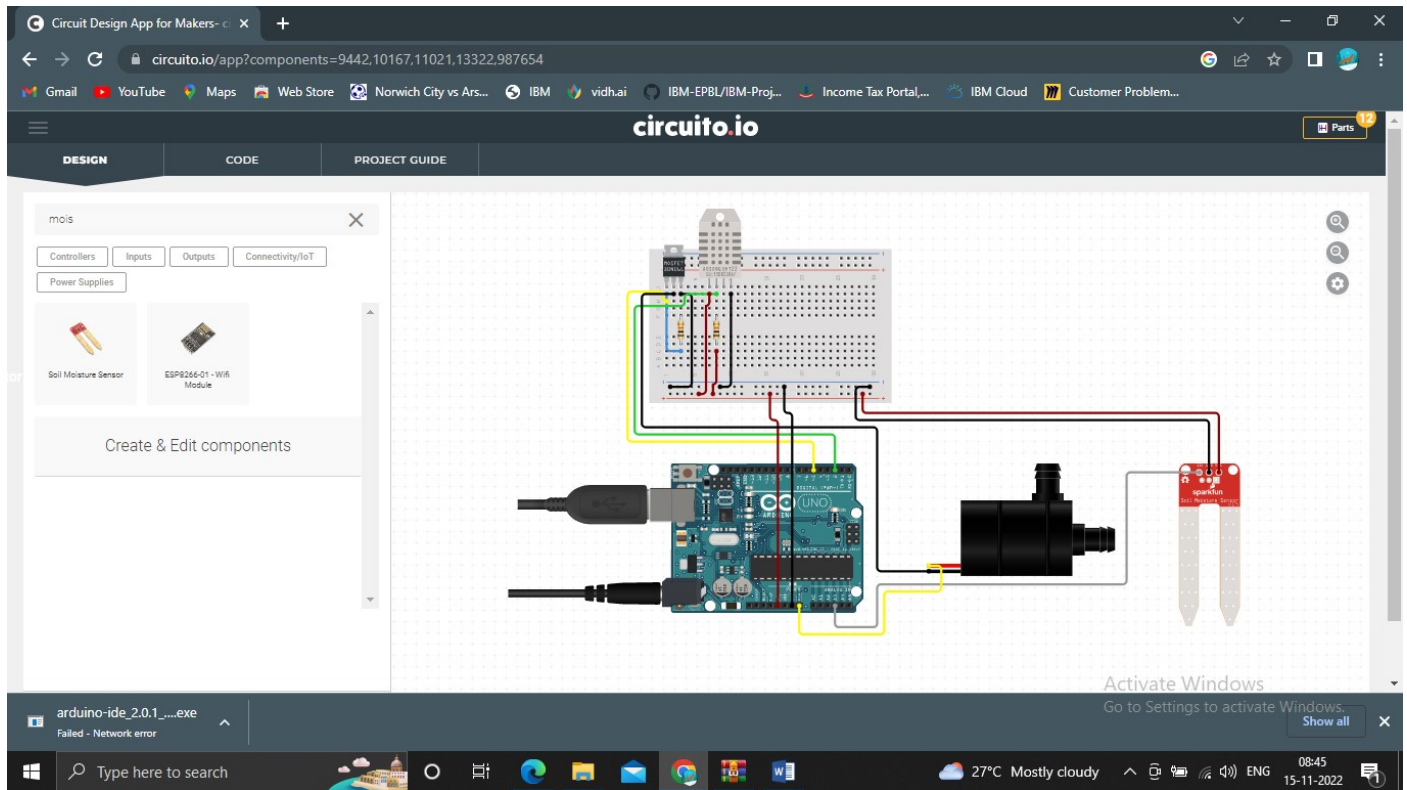 Circuit Design App for Makers- c
circuito.io/app?components=9442,10167,11021,13322,987654
Gmail YouTube Maps Web Store Norwich City vs Ars... IBM vidh.ai IBM-EPBL/IBM-Proj... Income Tax Portal,... IBM Cloud Customer Problem...
circuito.io
Parts
12
DESIGN CODE PROJECT GUIDE
mois
Controllers Inputs Outputs Connectivity/IoT
Power Supplies
Soil Moisture Sensor
ESP8266-01 - Wifi
Module
Create & Edit components
MOSFET
UNO
ARDUINO
sparkfun
Soil Moisture Sensor
Activate Windows
Go to Settings to activate Windows.
arduino-ide_2.0.1_....exe
Failed - Network error
Show all
Type here to search
27°C Mostly cloudy
ENG
08:45
15-11-2022
1